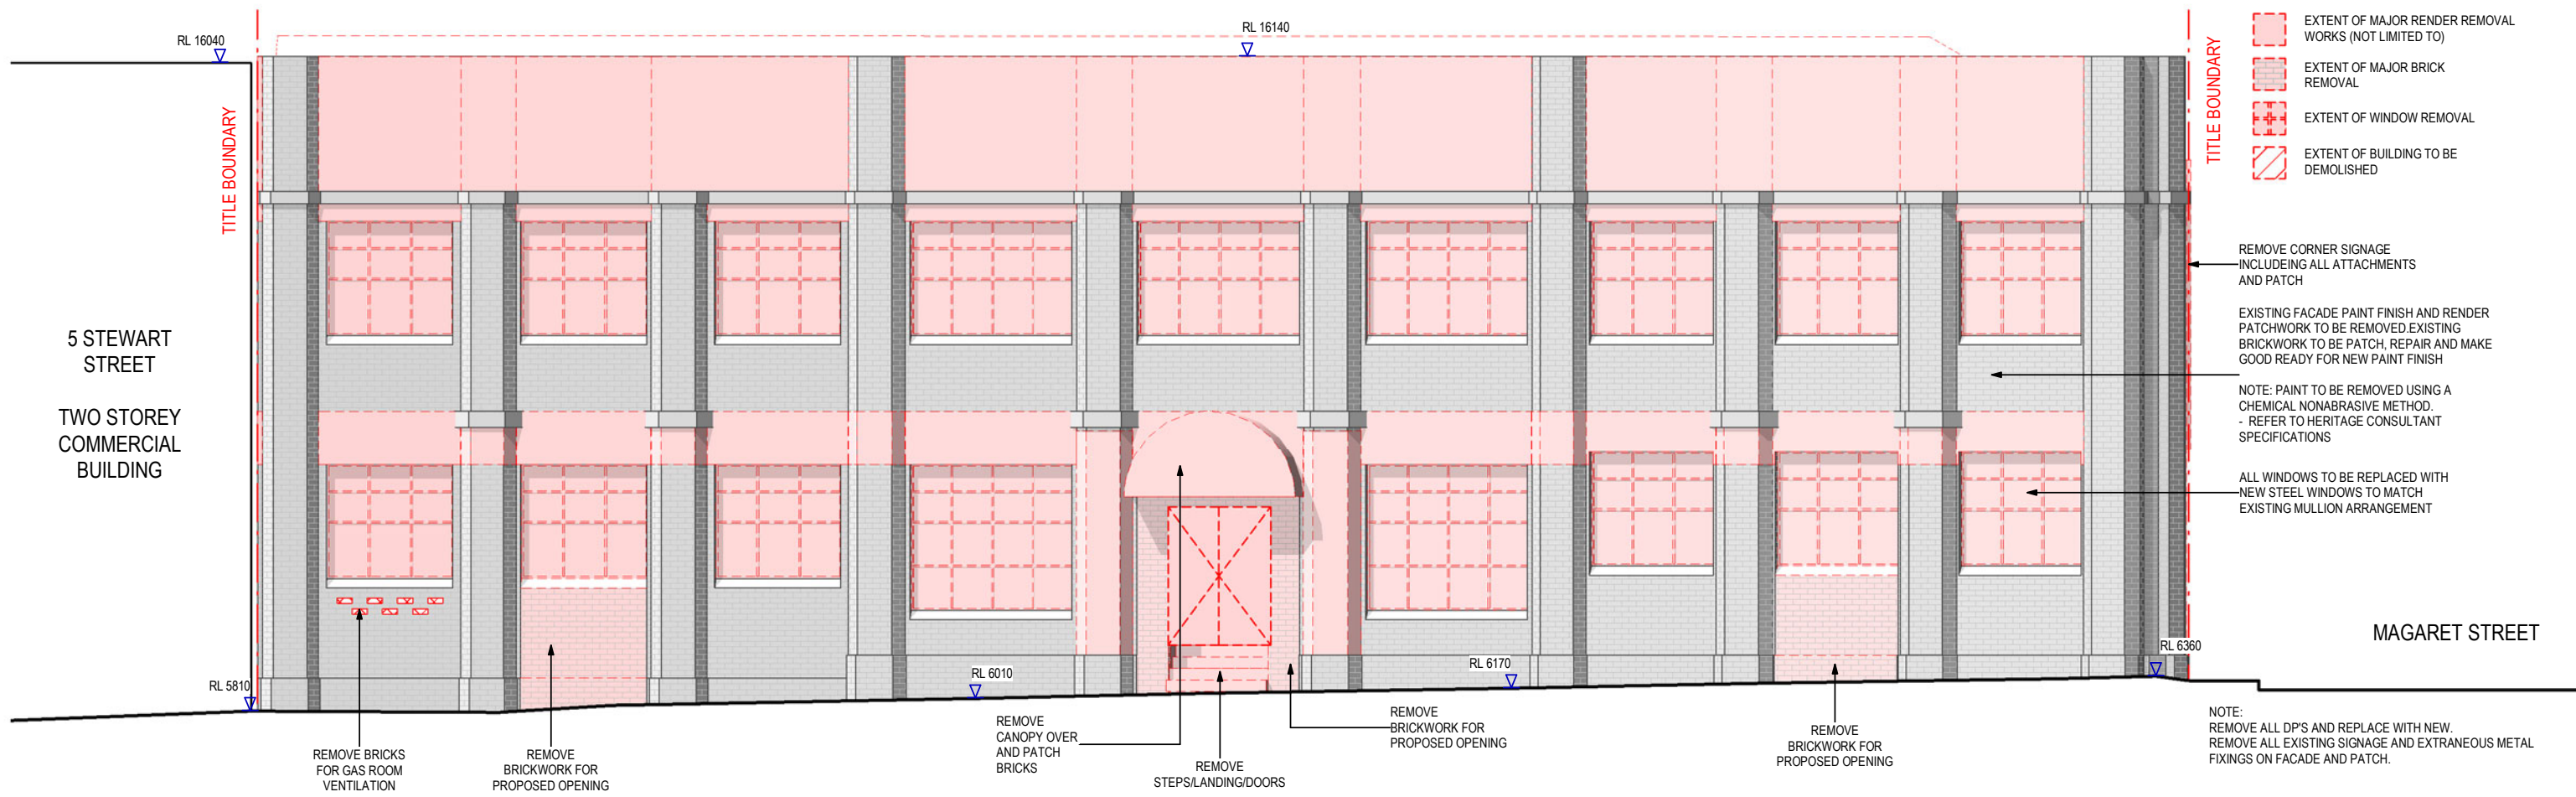 RL 16040
RL 16140
TITLE BOUNDARY
TITLE BOUNDARY
EXTENT OF MAJOR RENDER REMOVAL
WORKS (NOT LIMITED TO)
EXTENT OF MAJOR BRICK
REMOVAL
EXTENT OF WINDOW REMOVAL
EXTENT OF BUILDING TO BE
DEMOLISHED
REMOVE CORNER SIGNAGE
INCLUDEING ALL ATTACHMENTS
AND PATCH
EXISTING FACADE PAINT FINISH AND RENDER
PATCHWORK TO BE REMOVED.EXISTING
BRICKWORK TO BE PATCH, REPAIR AND MAKE
GOOD READY FOR NEW PAINT FINISH
NOTE: PAINT TO BE REMOVED USING A
CHEMICAL NONABRASIVE METHOD.
- REFER TO HERITAGE CONSULTANT
SPECIFICATIONS
ALL WINDOWS TO BE REPLACED WITH
NEW STEEL WINDOWS TO MATCH
EXISTING MULLION ARRANGEMENT
5 STEWART
STREET
TWO STOREY
COMMERCIAL
BUILDING
MAGARET STREET
RL 5810
RL 6010
RL 6170
RL 6360
REMOVE BRICKS
FOR GAS ROOM
VENTILATION
REMOVE
BRICKWORK FOR
PROPOSED OPENING
REMOVE
CANOPY OVER
AND PATCH
BRICKS
REMOVE
STEPS/LANDING/DOORS
REMOVE
BRICKWORK FOR
PROPOSED OPENING
REMOVE
BRICKWORK FOR
PROPOSED OPENING
NOTE:
REMOVE ALL DP'S AND REPLACE WITH NEW.
REMOVE ALL EXISTING SIGNAGE AND EXTRANEOUS METAL
FIXINGS ON FACADE AND PATCH.